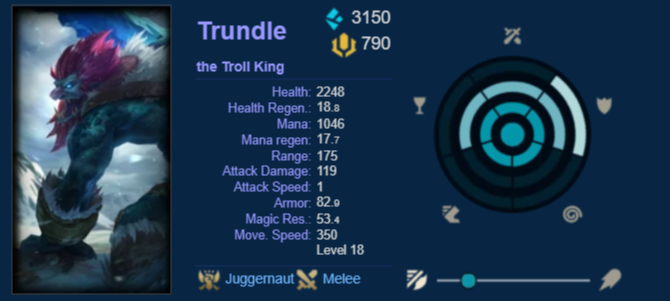 Trundle
3150
790
the Troll King
Health: 2248
Health Regen.: 18.8
Mana: 1046
Mana regen: 17.7
Range: 175
Attack Damage: 119
Attack Speed: 1
Armor: 82.9
Magic Res.: 53.4
Move. Speed: 350
Level 18
Juggernaut Melee